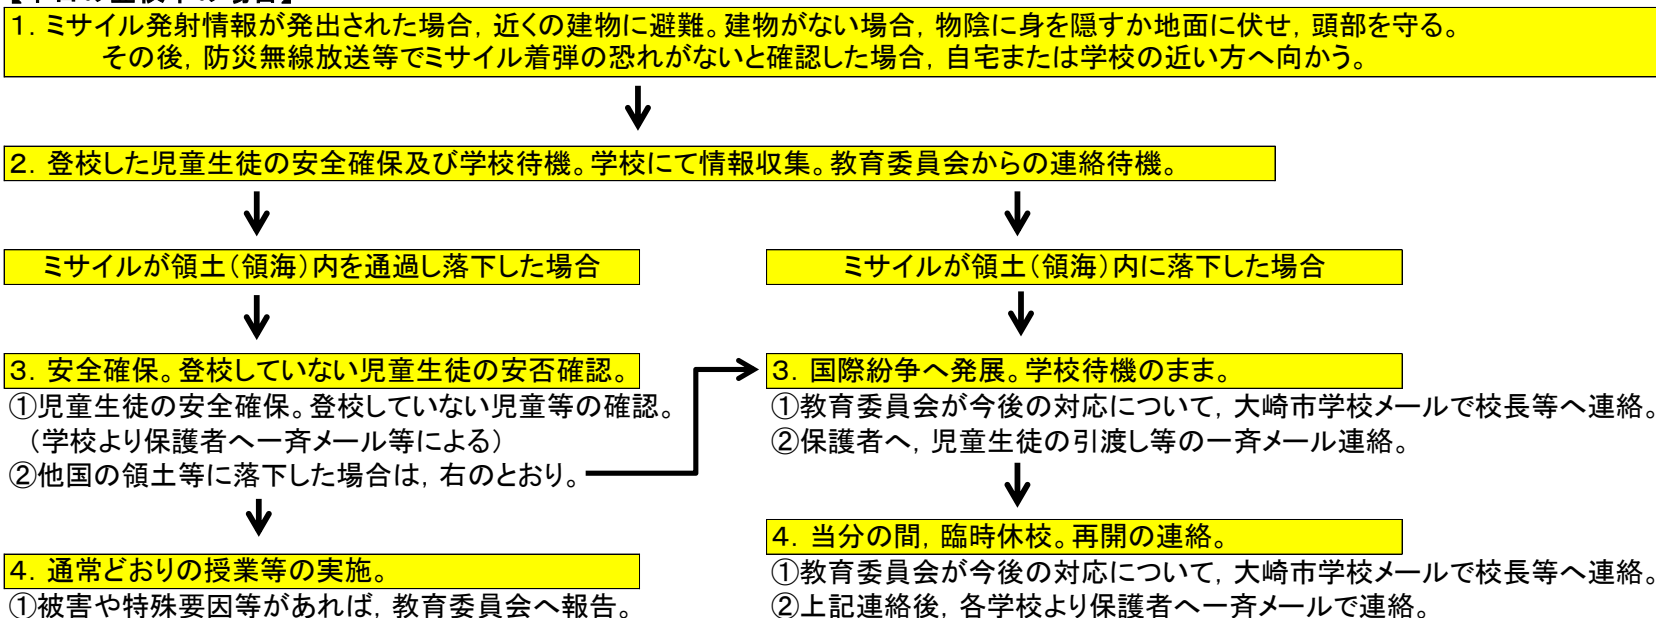 1．ミサイル発射情報が発出された場合，近くの建物に避難。建物がない場合，物陰に身を隠すか地面に伏せ，頭部を守る。
その後，防災無線放送等でミサイル着弾の恐れがないと確認した場合，自宅または学校の近い方へ向かう。
2．登校した児童生徒の安全確保及び学校待機。学校にて情報収集。教育委員会からの連絡待機。
ミサイルが領土（領海）内を通過し落下した場合
ミサイルが領土（領海）内に落下した場合
3．安全確保。登校していない児童生徒の安否確認。
①児童生徒の安全確保。登校していない児童等の確認。
（学校より保護者へ一斉メール等による）
②他国の領土等に落下した場合は，右のとおり。
3．国際紛争へ発展。学校待機のまま。
①教育委員会が今後の対応について，大崎市学校メールで校長等へ連絡。
②保護者へ，児童生徒の引渡し等の一斉メール連絡。
4．通常どおりの授業等の実施。
①被害や特殊要因等があれば，教育委員会へ報告。
4．当分の間，臨時休校。再開の連絡。
①教育委員会が今後の対応について，大崎市学校メールで校長等へ連絡。
②上記連絡後，各学校より保護者へ一斉メールで連絡。